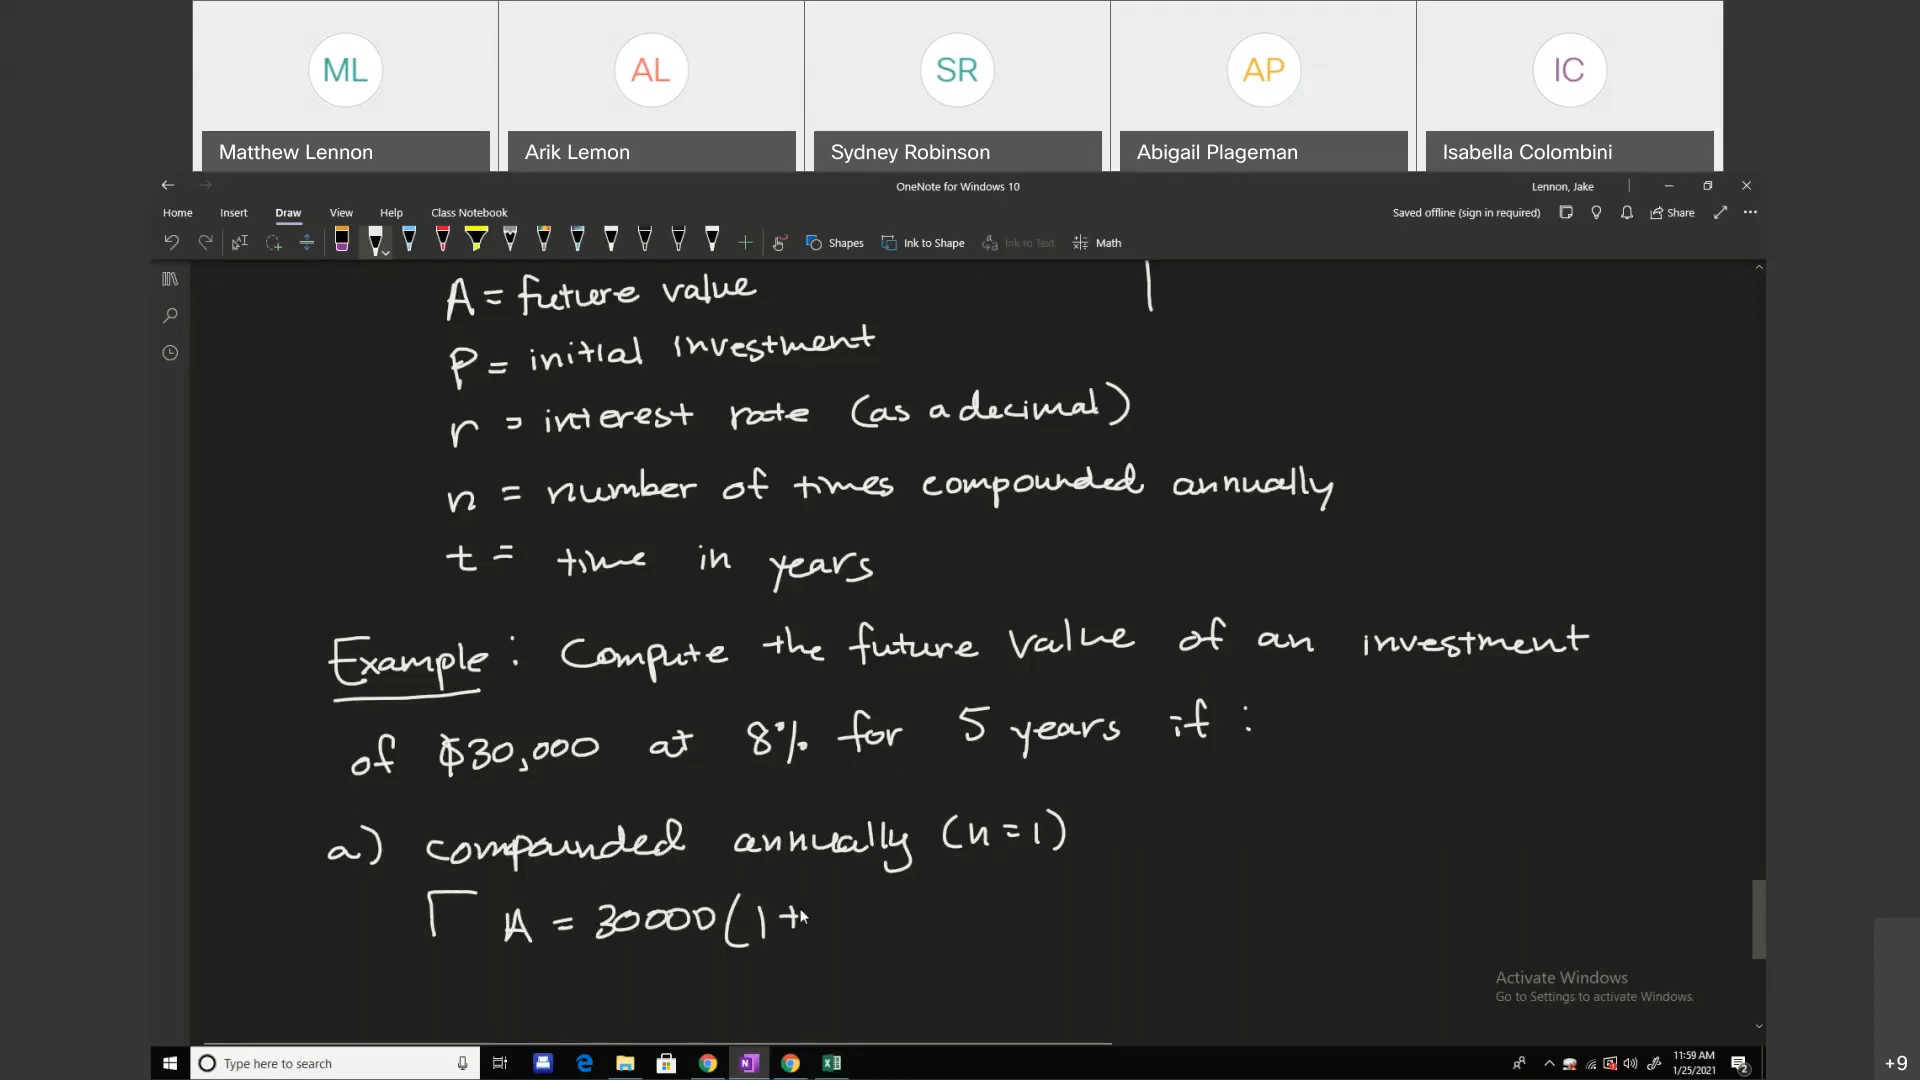 ML AL SR AP IC
Matthew Lennon Arik Lemon Sydney Robinson Abigail Plageman Isabella Colombini
OneNote for Windows 10 Lennon, Jake
Home Insert Draw View Help Class Notebook Saved offline (sign in required) Share
Shapes Ink to Shape Ink to Text Math
A = future value
P = initial investment
r = interest rate (as a decimal)
n = number of times compounded annually
t = time in years
Example: Compute the future value of an investment
of $30,000 at 8% for 5 years if:
a) compounded annually (n=1)
A = 30000(1+
Activate Windows
Go to Settings to activate Windows.
Type here to search 11:59 AM
1/25/2021 2
+9